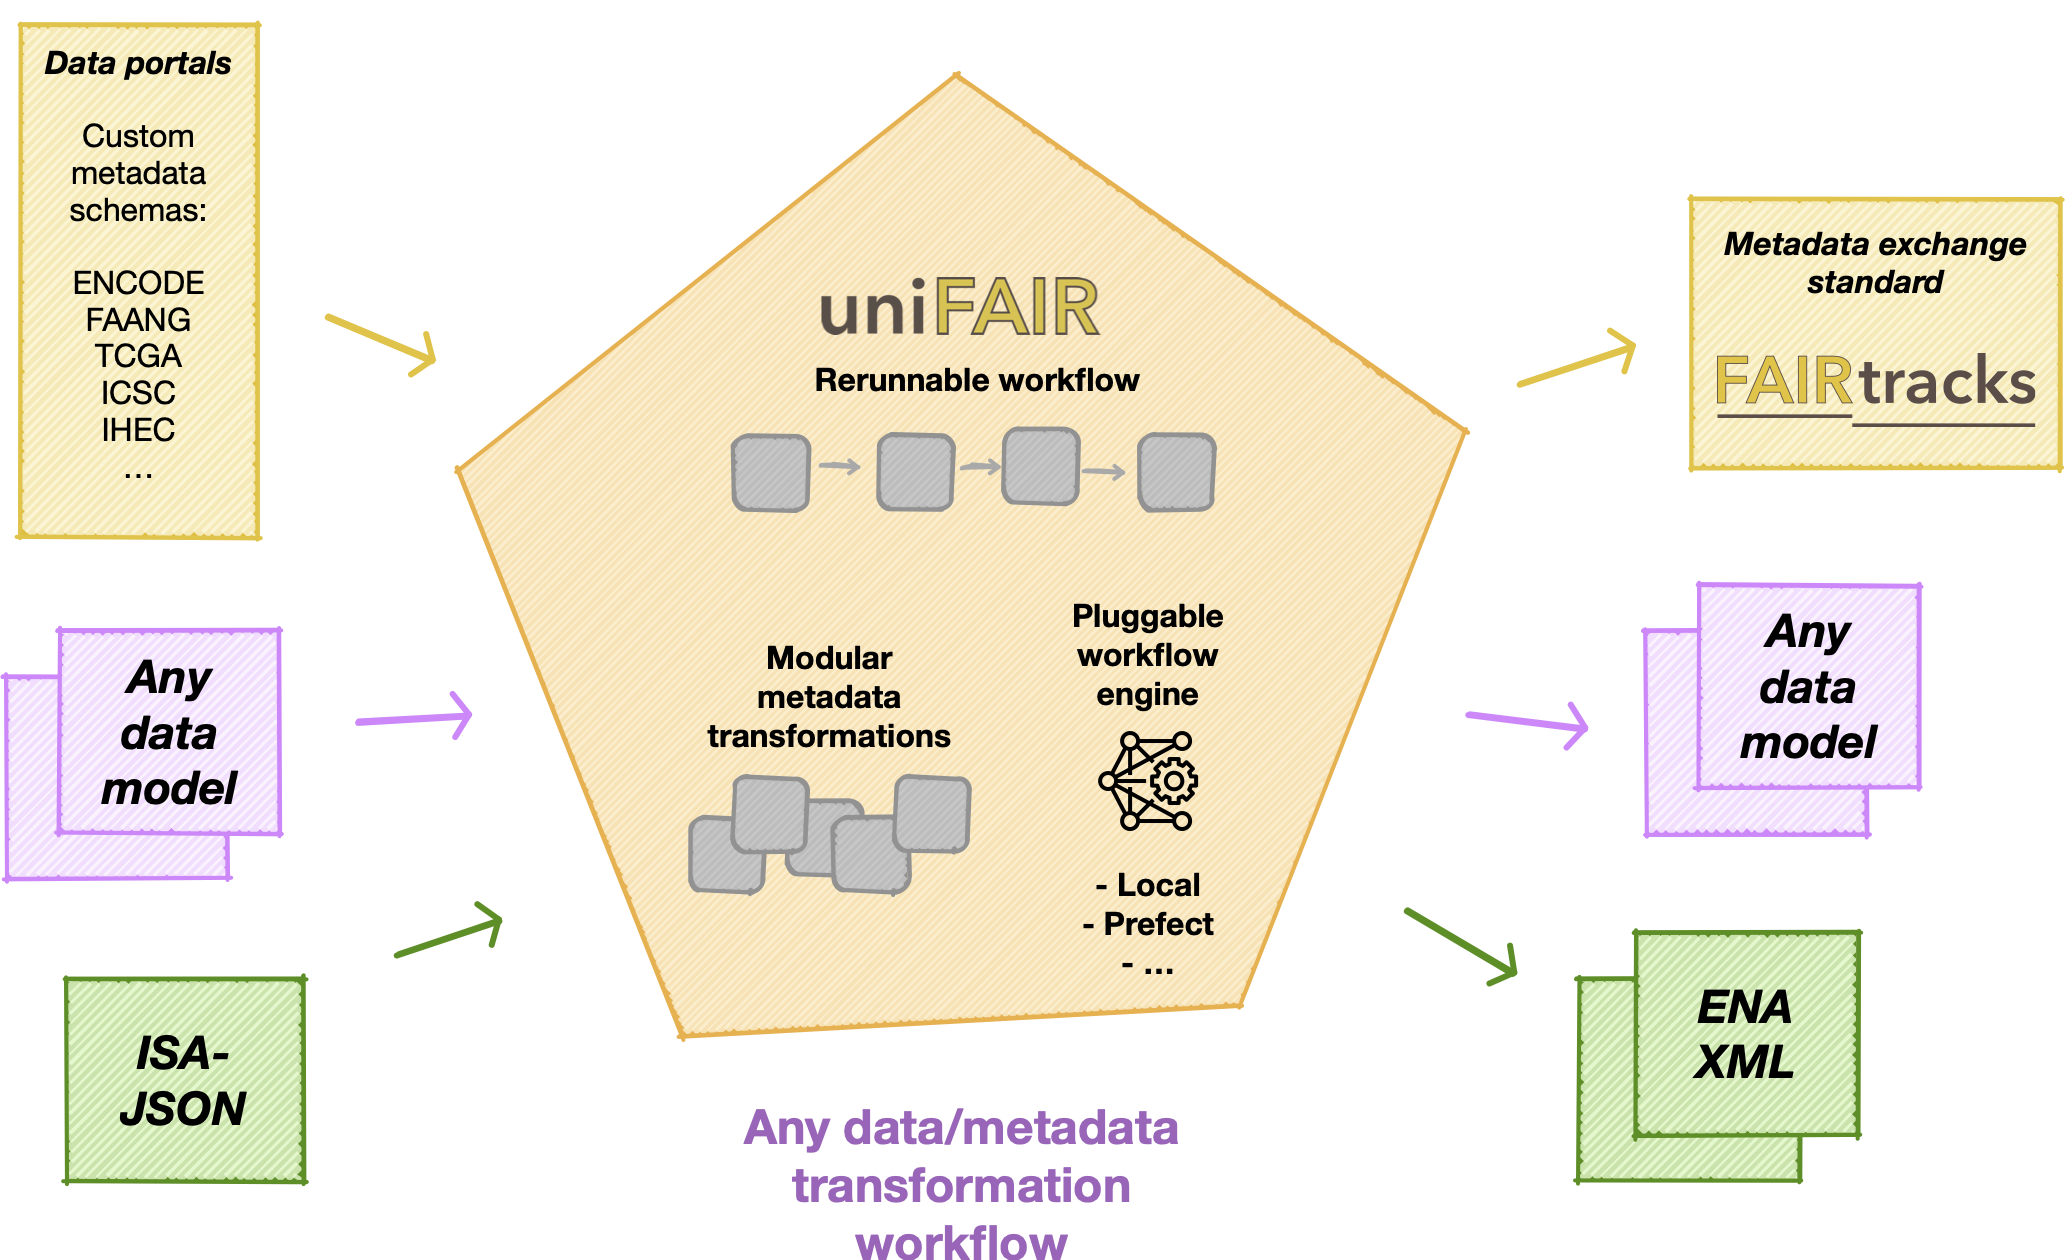 Data portals
Custom
metadata
schemas:
ENCODE
FAANG
TCGA
ICSC
IHEC
...
Any
data
model
ISA-
JSON
uniFAIR
Rerunnable workflow
Modular
metadata
transformations
Pluggable
workflow
engine
- Local
- Prefect
- ...
Any data/metadata
transformation
workflow
Metadata exchange
standard
FAIRtracks
Any
data
model
ENA
XML